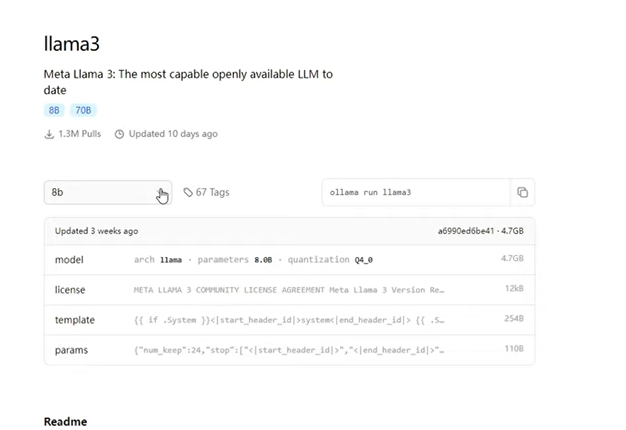 llama3
Meta Llama 3: The most capable openly available LLM to
date
8B 70B
1.3M Pulls Updated 10 days ago
8b 67 Tags ollama run llama3
Updated 3 weeks ago a6990ed6be41 · 4.7GB
model arch llama · parameters 8.0B · quantization Q4_0 4.7GB
license META LLAMA 3 COMMUNITY LICENSE AGREEMENT Meta Llama 3 Version Re… 12kB
template {{ if .System }}<|start_header_id|>system<|end_header_id|> {{ .S… 254B
params {"num_keep":24,"stop":["<|start_header_id|>","<|end_header_id|>"… 110B
Readme